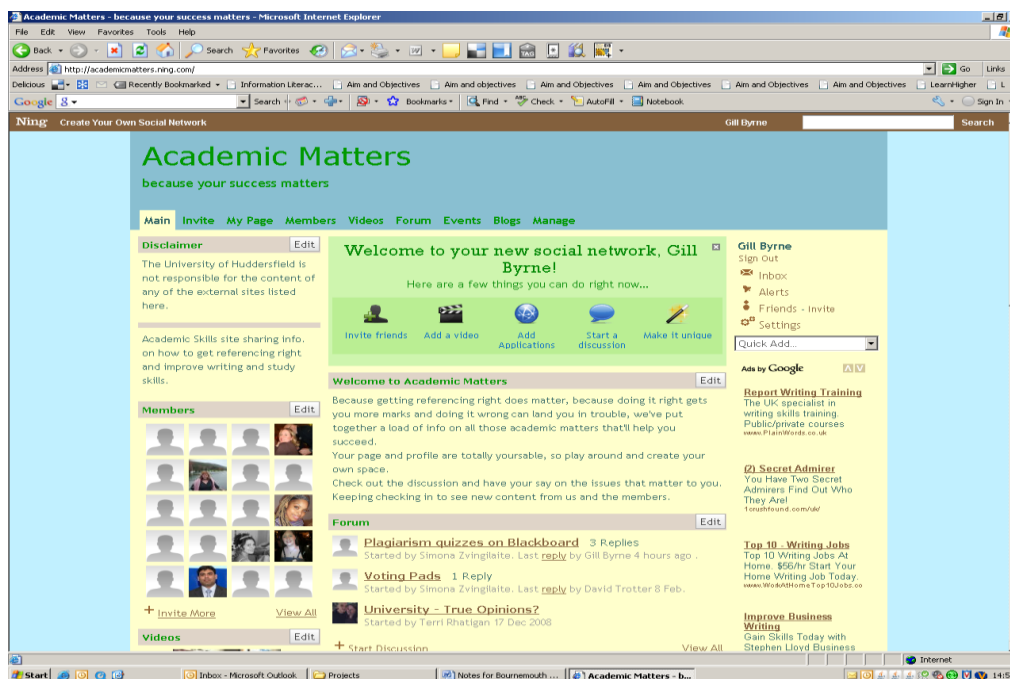 Academic Matters - because your success matters - Microsoft Internet Explorer
File Edit View Favorites Tools Help
Back Search Favorites
Address http://academicmatters.ning.com/ Go Links
Delicious Recently Bookmarked Information Literac... Aim and Objectives Aim and objectives Aim and Objectives Aim and Objectives Aim and Objectives Aim and Objectives LearnHigher L
Google Search Bookmarks Find Check AutoFill Notebook Sign In
Ning Create Your Own Social Network Gill Byrne Search
Academic Matters
because your success matters
Main Invite My Page Members Videos Forum Events Blogs Manage
Disclaimer Edit
The University of Huddersfield is
not responsible for the content of
any of the external sites listed
here.
Academic Skills site sharing info.
on how to get referencing right
and improve writing and study
skills.
Members Edit
Invite More View All
Videos Edit
Welcome to your new social network, Gill
Byrne!
Here are a few things you can do right now...
Invite friends Add a video Add Applications Start a discussion Make it unique
Welcome to Academic Matters Edit
Because getting referencing right does matter, because doing it right gets
you more marks and doing it wrong can land you in trouble, we've put
together a load of info on all those academic matters that'll help you
succeed.
Your page and profile are totally yoursable, so play around and create your
own space.
Check out the discussion and have your say on the issues that matter to you.
Keeping checking in to see new content from us and the members.
Forum Edit
Plagiarism quizzes on Blackboard 3 Replies
Started by Simona Zvingilaite. Last reply by Gill Byrne 4 hours ago .
Voting Pads 1 Reply
Started by Simona Zvingilaite. Last reply by David Trotter 8 Feb.
University - True Opinions?
Started by Terri Rhatigan 17 Dec 2008
Start Discussion View All
Gill Byrne
Sign Out
Inbox
Alerts
Friends - Invite
Settings
Quick Add...
Ads by Google
Report Writing Training
The UK specialist in
writing skills training.
Public/private courses
www.PlainWords.co.uk
(2) Secret Admirer
You Have Two Secret
Admirers Find Out Who
They Are!
1crushfound.com/uk/
Top 10 - Writing Jobs
Top 10 Writing Jobs At
Home. $56/hr Start Your
Home Writing Job Today.
www.WorkAtHomeTop10Jobs.co
Improve Business
Writing
Gain Skills Today with
Stephen Lloyd Business
Internet
Start Inbox - Microsoft Outlook Projects Notes for Bournemouth ... Academic Matters - b... 14:5